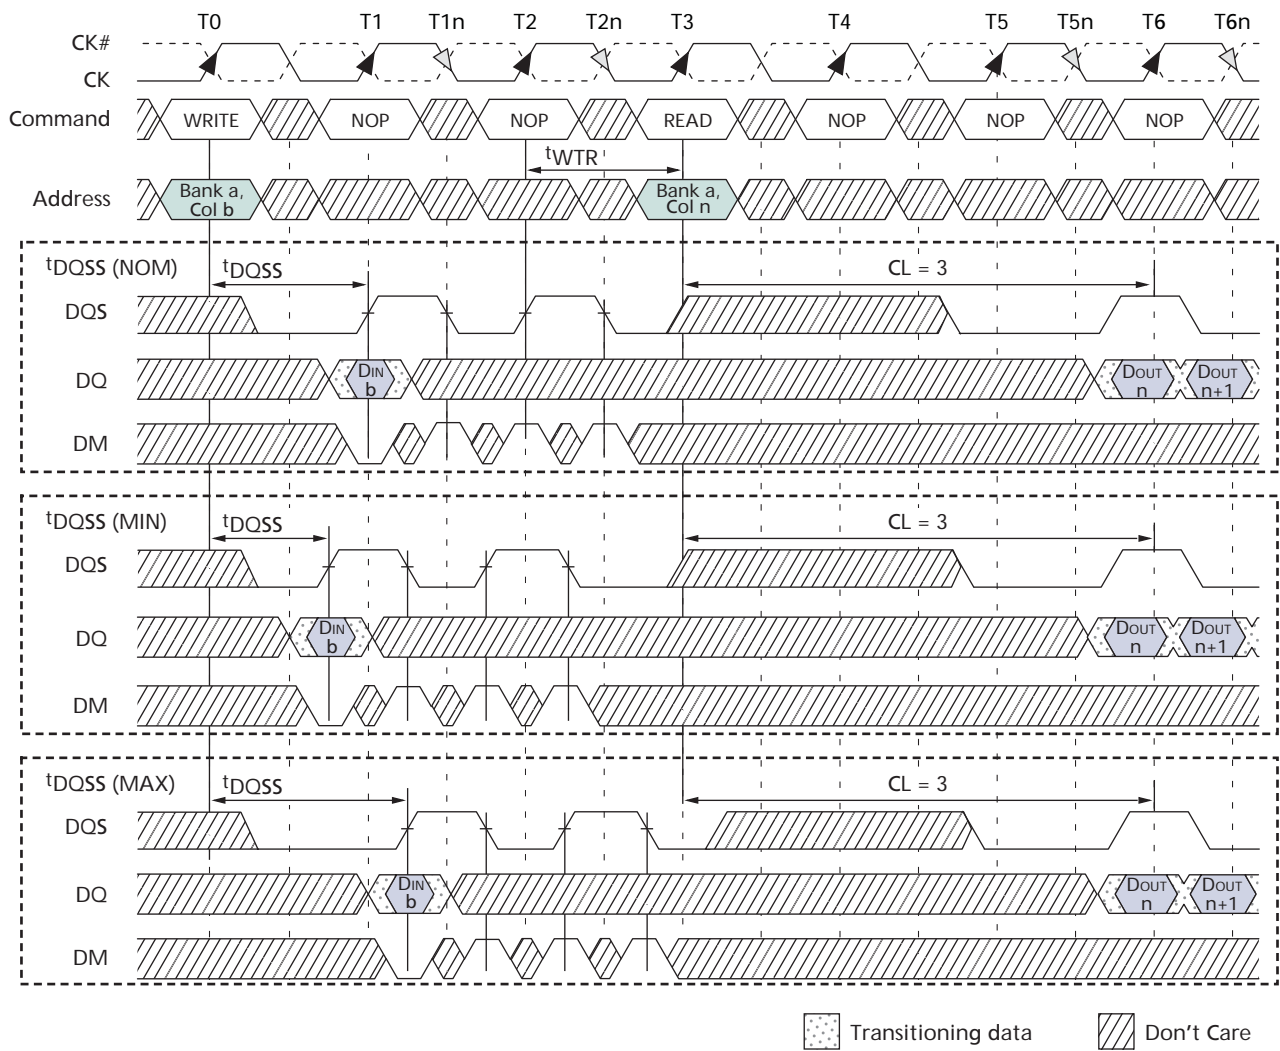 T0 T1 T1n T2 T2n T3 T4 T5 T5n T6 T6n
CK#
CK
Command WRITE NOP NOP READ NOP NOP NOP
tWTR
Address Bank a, Col b Bank a, Col n
tDQSS (NOM) tDQSS CL = 3
DQS
DQ DIN b DOUT n DOUT n+1
DM
tDQSS (MIN) tDQSS CL = 3
DQS
DQ DIN b DOUT n DOUT n+1
DM
tDQSS (MAX) tDQSS CL = 3
DQS
DQ DIN b DOUT n DOUT n+1
DM
Transitioning data Don't Care